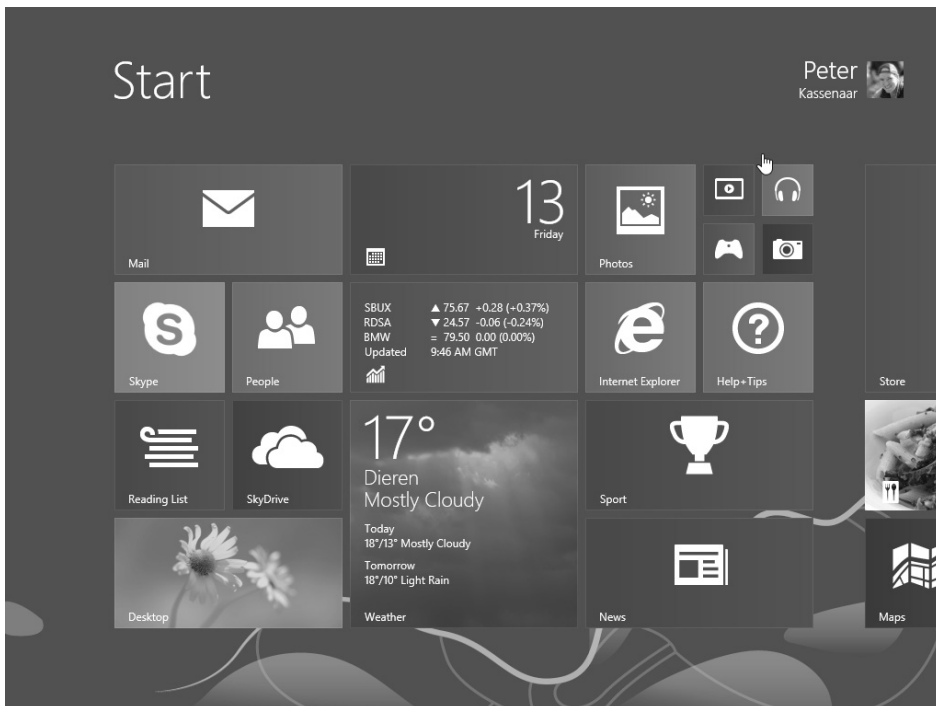 Start
Peter
Kassenaar
Mail
13
Friday
Photos
Skype
People
SBUX ▲ 75.67 +0.28 (+0.37%)
RDSA ▼ 24.57 -0.06 (-0.24%)
BMW = 79.50 0.00 (0.00%)
Updated 9:46 AM GMT
Internet Explorer
Help+Tips
Store
Reading List
SkyDrive
17°
Dieren
Mostly Cloudy
Today
18°/13° Mostly Cloudy
Tomorrow
18°/10° Light Rain
Weather
Sport
Desktop
News
Maps